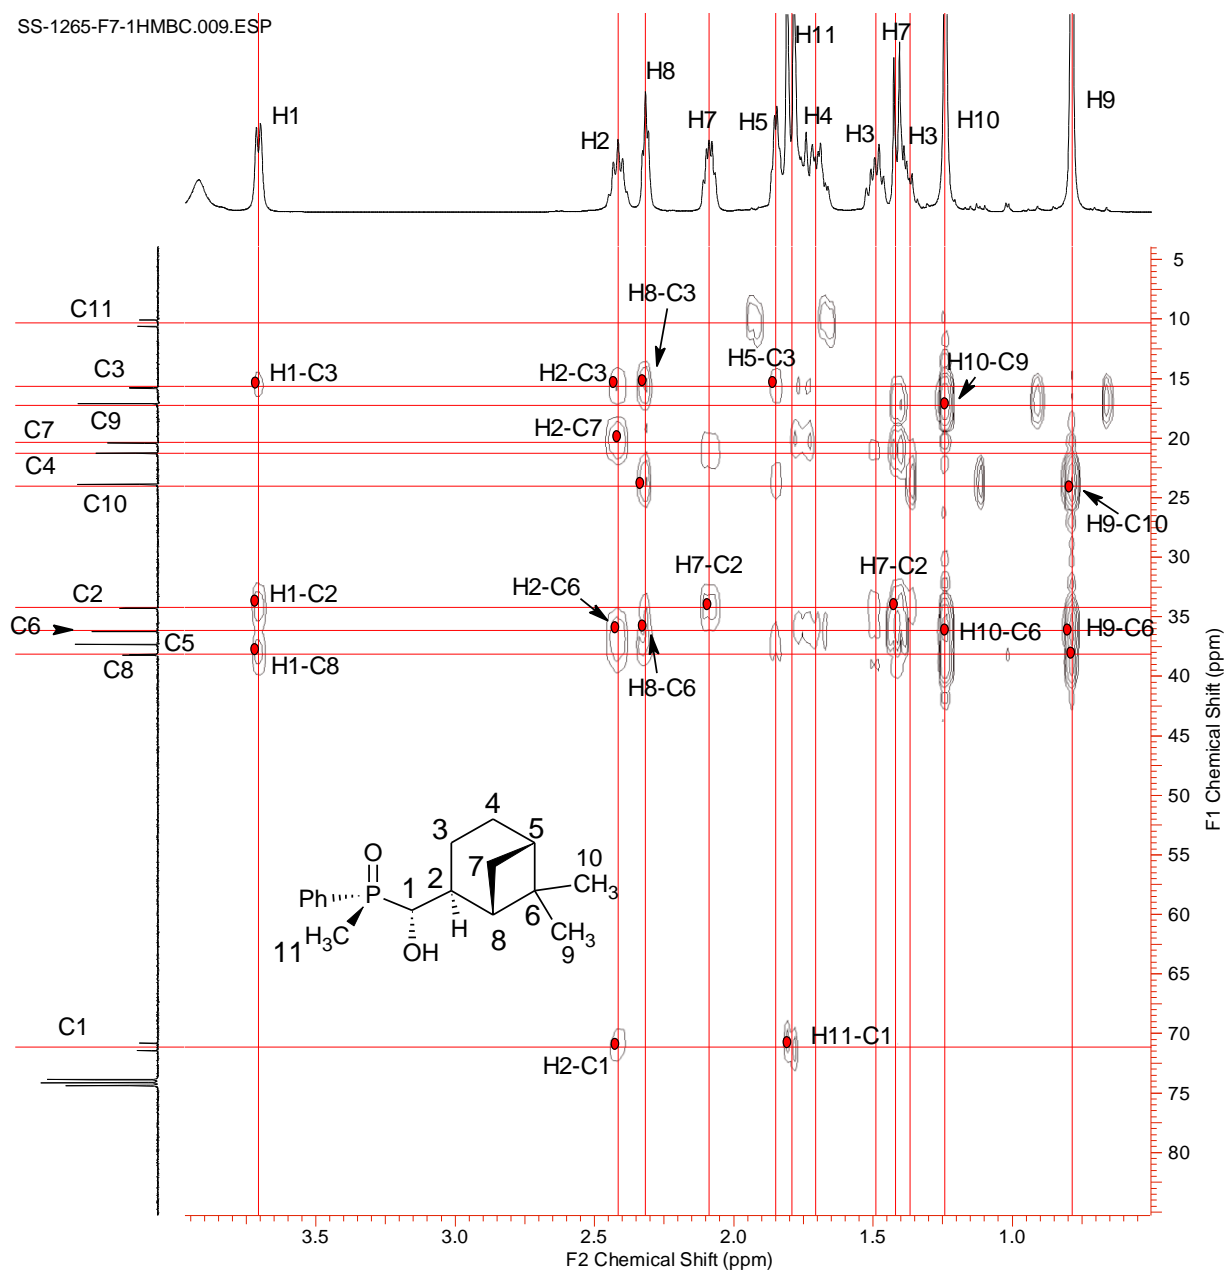 SS-1265-F7-1HMBC.009.ESP
H1
H2
H8
H7
H5
H11
H4
H3
H7
H3
H10
H9
C11
C3
C9
C7
C4
C10
C2
C6
C5
C8
C1
H8-C3
H1-C3
H2-C3
H5-C3
H10-C9
H2-C7
H9-C10
H7-C2
H7-C2
H2-C6
H1-C2
H10-C6
H9-C6
H1-C8
H8-C6
H11-C1
H2-C1
4
3
5
O
7
10
CH3
Ph
P
1
2
6
H3C
11
OH
H
8
CH3
9
5
10
15
20
25
30
35
40
45
50
55
60
65
70
75
80
F1 Chemical Shift (ppm)
3.5
3.0
2.5
2.0
1.5
1.0
F2 Chemical Shift (ppm)